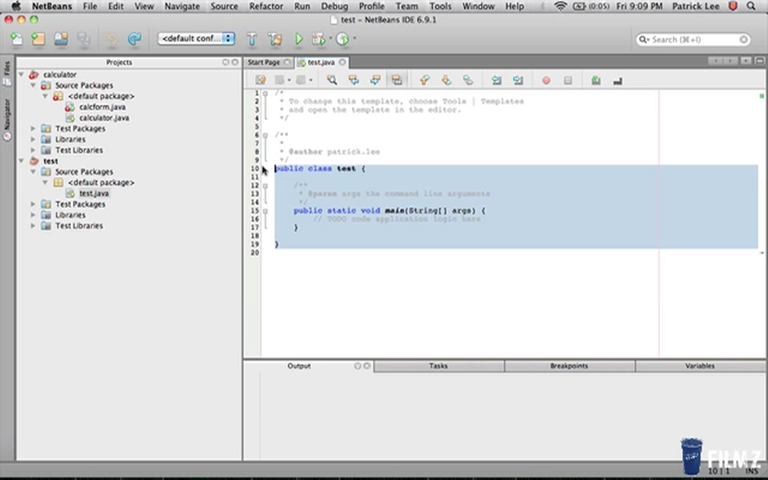 NetBeans File Edit View Navigate Source Refactor Run Debug Profile Team Tools Window Help (0:05) Fri 9:09 PM Patrick Lee
test - NetBeans IDE 6.9.1
<default conf... Search (⌘+I)
Files
Navigator
Projects
calculator
Source Packages
<default package>
calcform.java
calculator.java
Test Packages
Libraries
Test Libraries
test
Source Packages
<default package>
test.java
Test Packages
Libraries
Test Libraries
Start Page test.java
1 /*
2 * To change this template, choose Tools | Templates
3 * and open the template in the editor.
4 */
5
6 /**
7 *
8 * @author patrick.lee
9 */
10 public class test {
11
12 /**
13 * @param args the command line arguments
14 */
15 public static void main(String[] args) {
16 // TODO code application logic here
17 }
18
19 }
20
Output Tasks Breakpoints Variables
FILMZ
10 | 1 INS